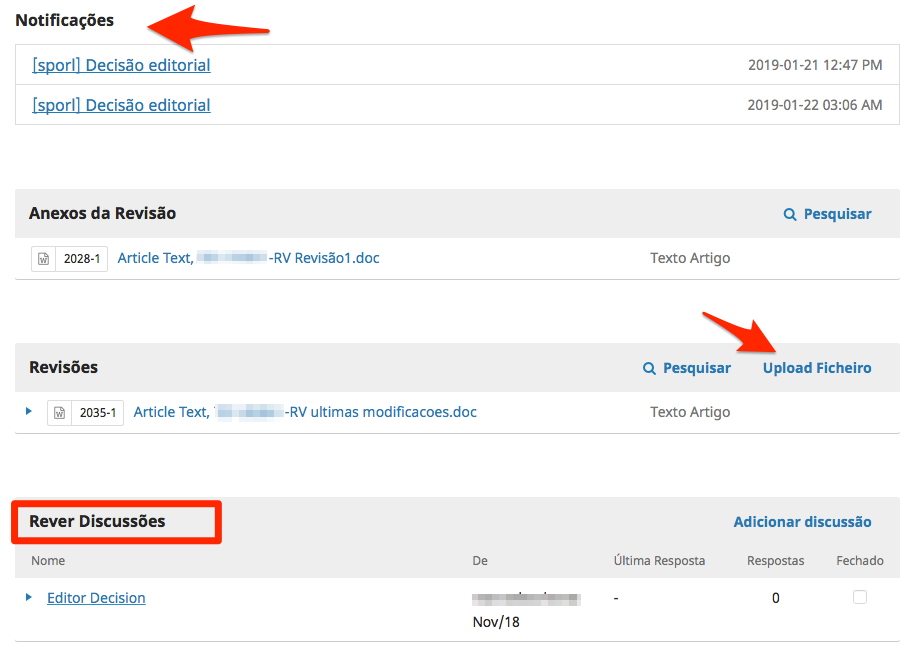 Notificações
[sporl] Decisão editorial 2019-01-21 12:47 PM
[sporl] Decisão editorial 2019-01-22 03:06 AM
Anexos da Revisão Pesquisar
2028-1 Article Text, -RV Revisão1.doc Texto Artigo
Revisões Pesquisar Upload Ficheiro
2035-1 Article Text, -RV ultimas modificacoes.doc Texto Artigo
Rever Discussões Adicionar discussão
Nome De Última Resposta Respostas Fechado
Editor Decision - 0
Nov/18